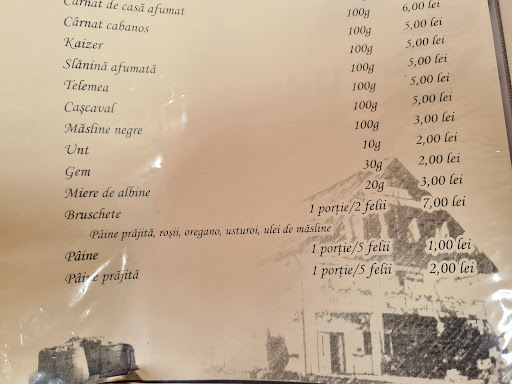 Cârnat de casă afumat 100g 6,00 lei
Cârnat cabanos 100g 5,00 lei
Kaizer 100g 5,00 lei
Slănină afumată 100g 5,00 lei
Telemea 100g 5,00 lei
Cașcaval 100g 5,00 lei
Măsline negre 100g 3,00 lei
Unt 10g 2,00 lei
Gem 30g 2,00 lei
Miere de albine 20g 3,00 lei
Bruschete 1 porție/2 felii 7,00 lei
Pâine prăjită, roșii, oregano, usturoi, ulei de măsline
Pâine 1 porție/5 felii 1,00 lei
Pâine prăjită 1 porție/5 felii 2,00 lei